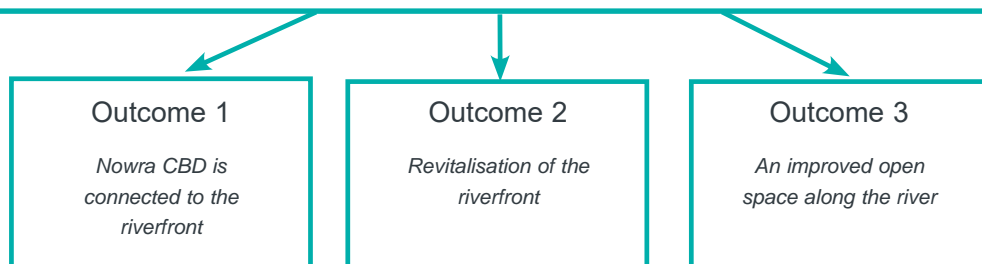 Outcome 1
Nowra CBD is
connected to the
riverfront
Outcome 2
Revitalisation of the
riverfront
Outcome 3
An improved open
space along the river